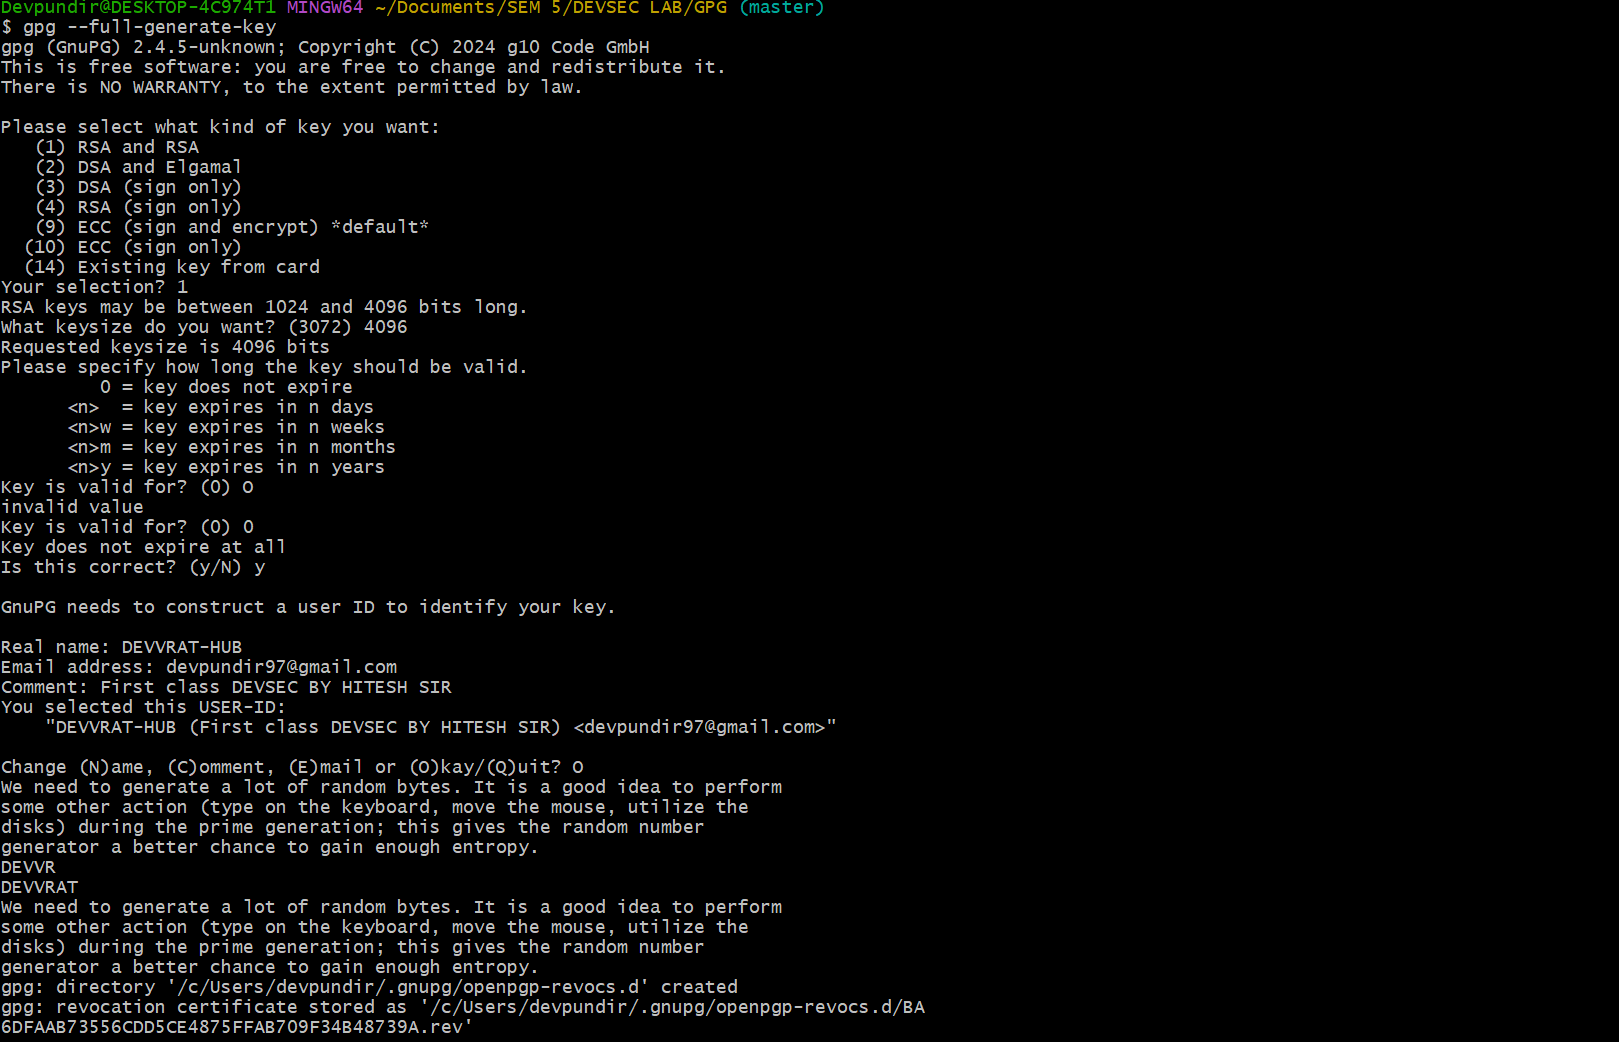 Devpundir@DESKTOP-4C974T1 MINGW64 ~/Documents/SEM 5/DEVSEC LAB/GPG (master)
$ gpg --full-generate-key
gpg (GnuPG) 2.4.5-unknown; Copyright (C) 2024 g10 Code GmbH
This is free software: you are free to change and redistribute it.
There is NO WARRANTY, to the extent permitted by law.

Please select what kind of key you want:
   (1) RSA and RSA
   (2) DSA and Elgamal
   (3) DSA (sign only)
   (4) RSA (sign only)
   (9) ECC (sign and encrypt) *default*
  (10) ECC (sign only)
  (14) Existing key from card
Your selection? 1
RSA keys may be between 1024 and 4096 bits long.
What keysize do you want? (3072) 4096
Requested keysize is 4096 bits
Please specify how long the key should be valid.
         0 = key does not expire
      <n>  = key expires in n days
      <n>w = key expires in n weeks
      <n>m = key expires in n months
      <n>y = key expires in n years
Key is valid for? (0) O
invalid value
Key is valid for? (0) 0
Key does not expire at all
Is this correct? (y/N) y

GnuPG needs to construct a user ID to identify your key.

Real name: DEVVRAT-HUB
Email address: devpundir97@gmail.com
Comment: First class DEVSEC BY HITESH SIR
You selected this USER-ID:
    "DEVVRAT-HUB (First class DEVSEC BY HITESH SIR) <devpundir97@gmail.com>"

Change (N)ame, (C)omment, (E)mail or (O)kay/(Q)uit? O
We need to generate a lot of random bytes. It is a good idea to perform
some other action (type on the keyboard, move the mouse, utilize the
disks) during the prime generation; this gives the random number
generator a better chance to gain enough entropy.
DEVVR
DEVVRAT
We need to generate a lot of random bytes. It is a good idea to perform
some other action (type on the keyboard, move the mouse, utilize the
disks) during the prime generation; this gives the random number
generator a better chance to gain enough entropy.
gpg: directory '/c/Users/devpundir/.gnupg/openpgp-revocs.d' created
gpg: revocation certificate stored as '/c/Users/devpundir/.gnupg/openpgp-revocs.d/BA
6DFAAB73556CDD5CE4875FFAB709F34B48739A.rev'